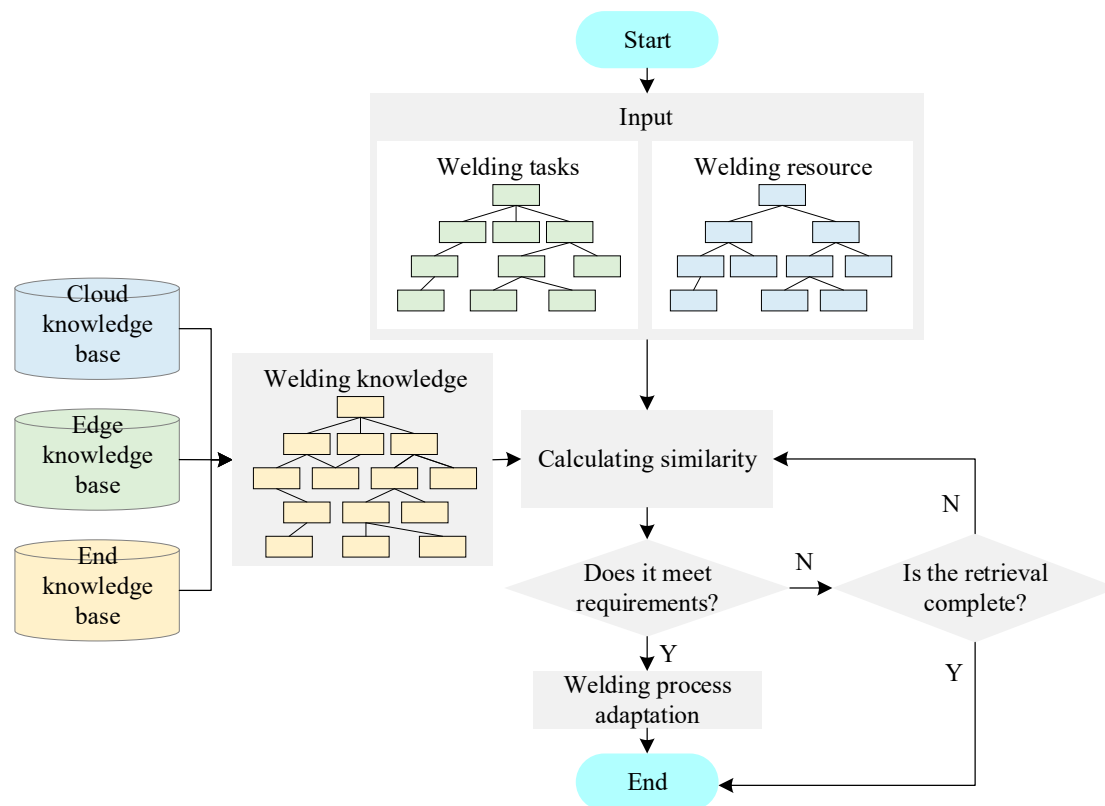 Start
Input
Welding tasks
Welding resource
Cloud
knowledge
base
Edge
knowledge
base
End
knowledge
base
Welding knowledge
Calculating similarity
Does it meet
requirements?
N
Is the retrieval
complete?
N
Y
Y
Welding process
adaptation
End